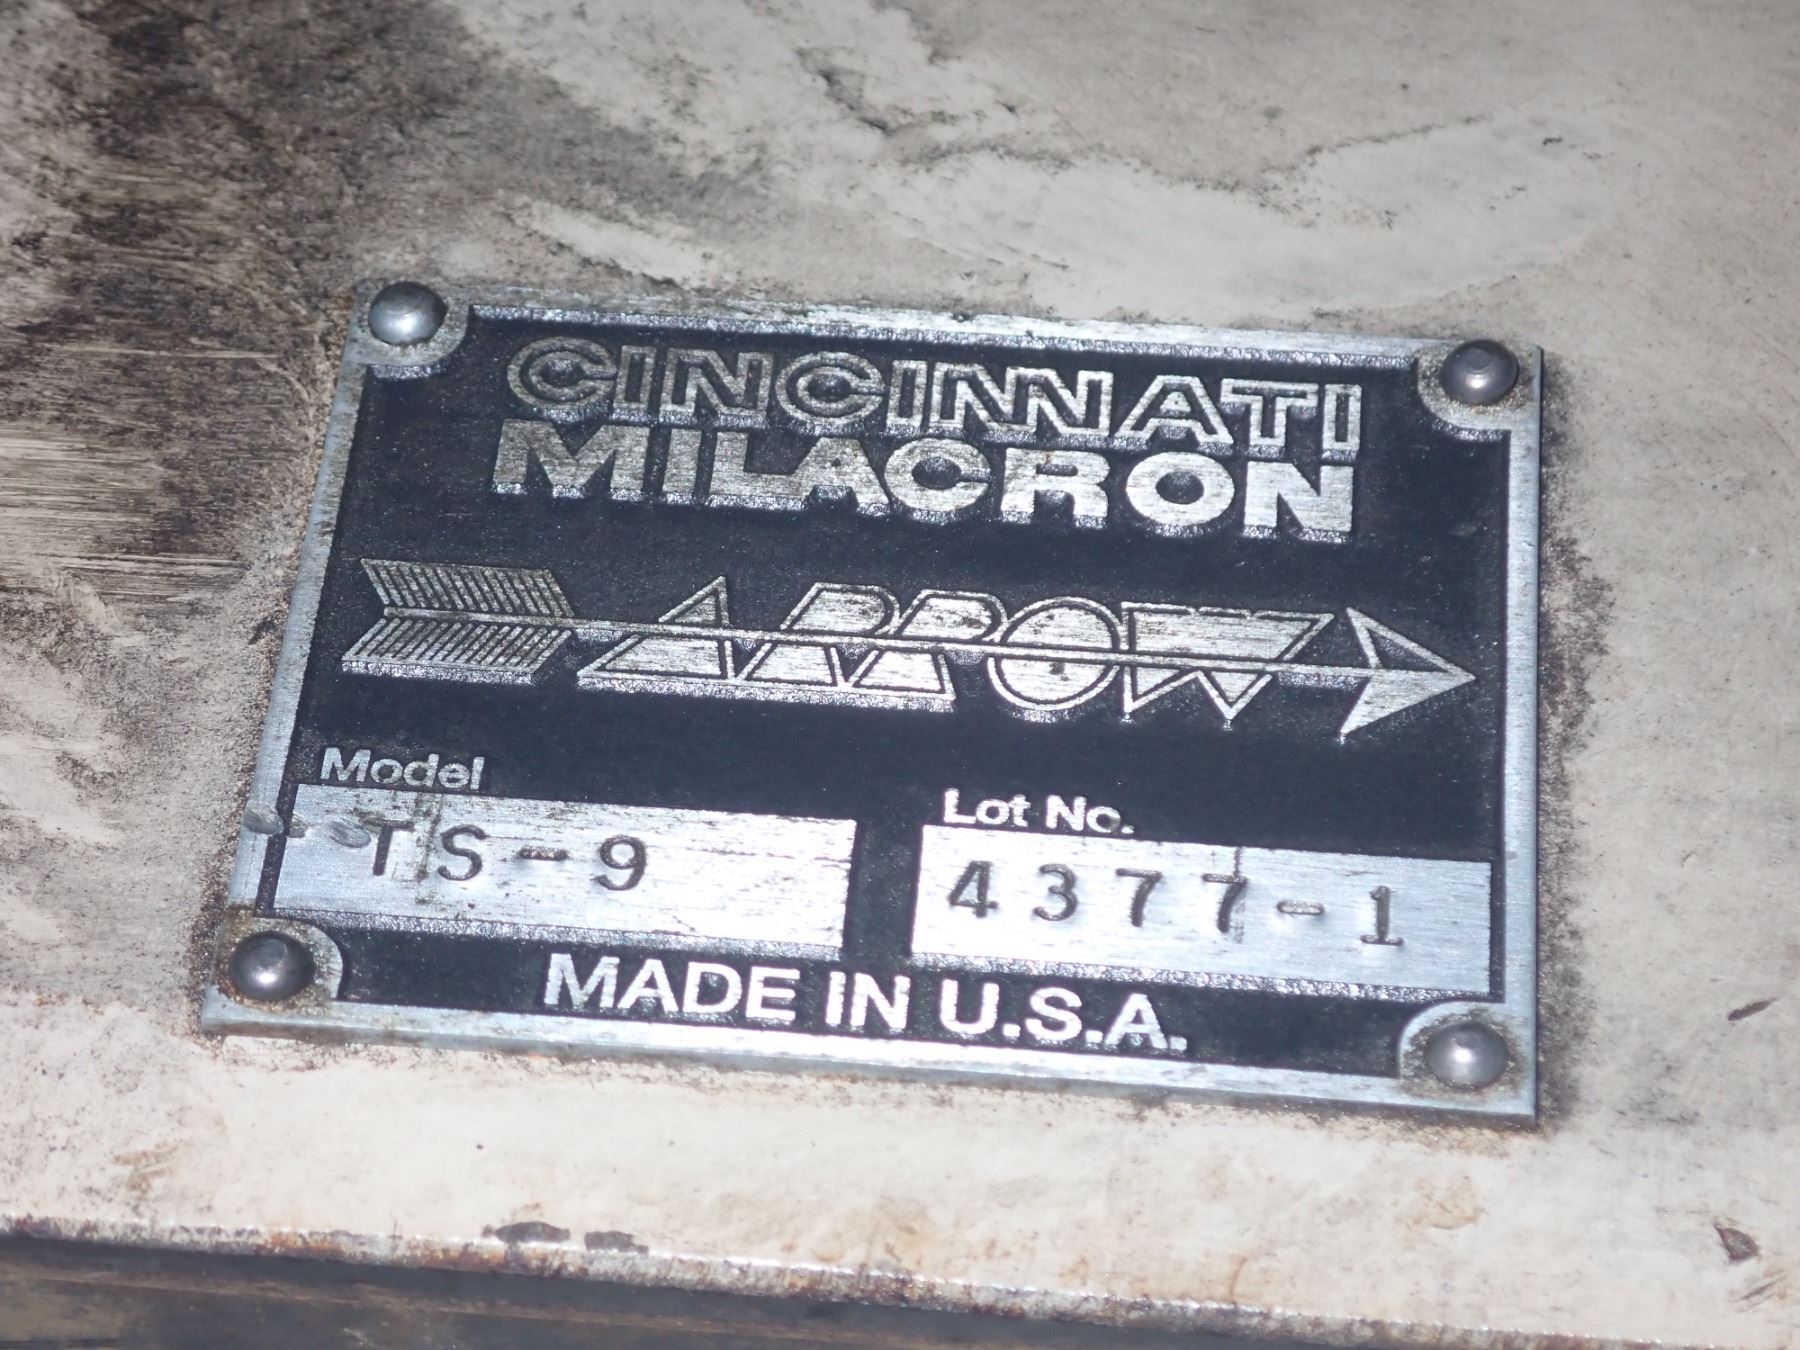 CINCINNATI
MILACRON
ARROW
Model
Lot No.
TS-9
4377-1
MADE IN U.S.A.